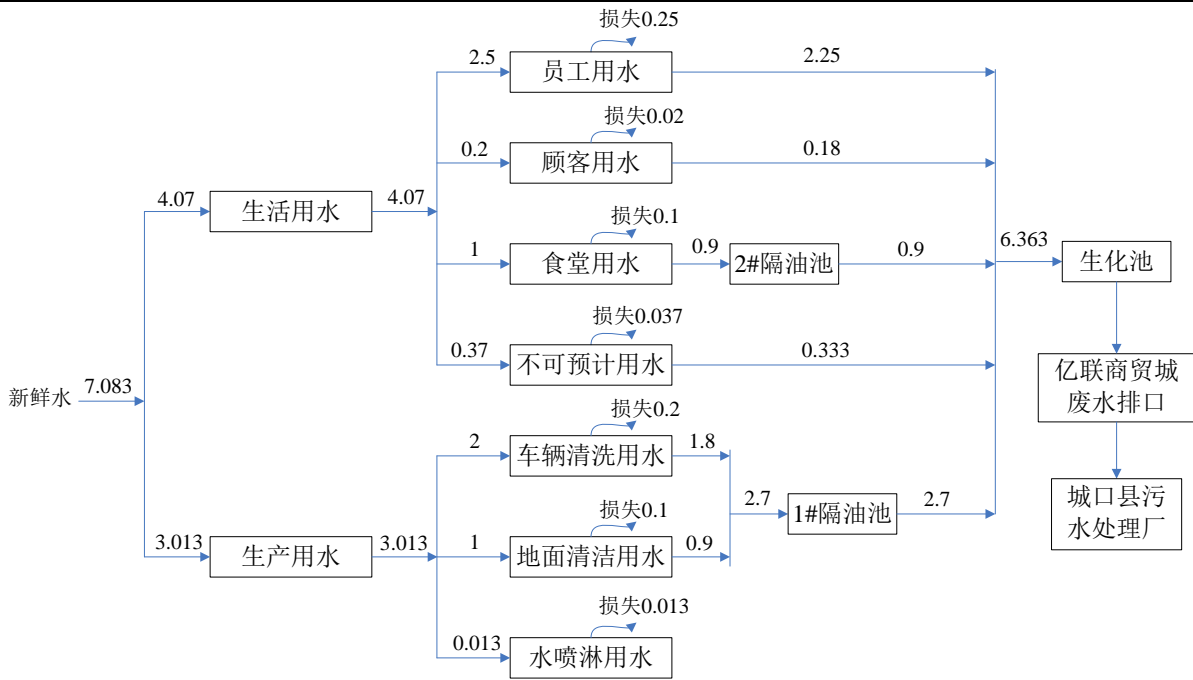 损失0.25
2.5
员工用水
2.25
损失0.02
0.2
顾客用水
0.18
4.07
生活用水
4.07
损失0.1
1
食堂用水
0.9
2#隔油池
0.9
6.363
生化池
损失0.037
0.37
不可预计用水
0.333
新鲜水
7.083
亿联商贸城
废水排口
损失0.2
2
车辆清洗用水
1.8
2.7
1#隔油池
2.7
城口县污
水处理厂
3.013
生产用水
3.013
损失0.1
1
地面清洁用水
0.9
损失0.013
0.013
水喷淋用水